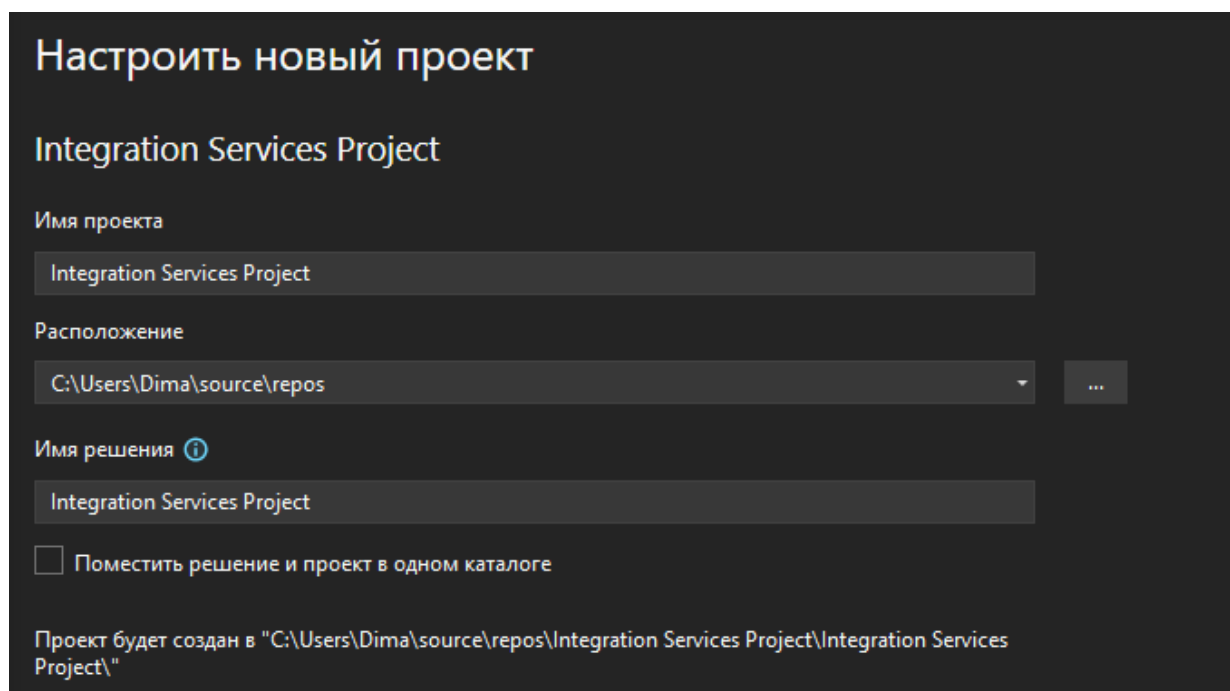 Настроить новый проект
Integration Services Project
Имя проекта
Integration Services Project
Расположение
C:\Users\Dima\source\repos
...
Имя решения
Integration Services Project
Поместить решение и проект в одном каталоге
Проект будет создан в "C:\Users\Dima\source\repos\Integration Services Project\Integration Services
Project\"